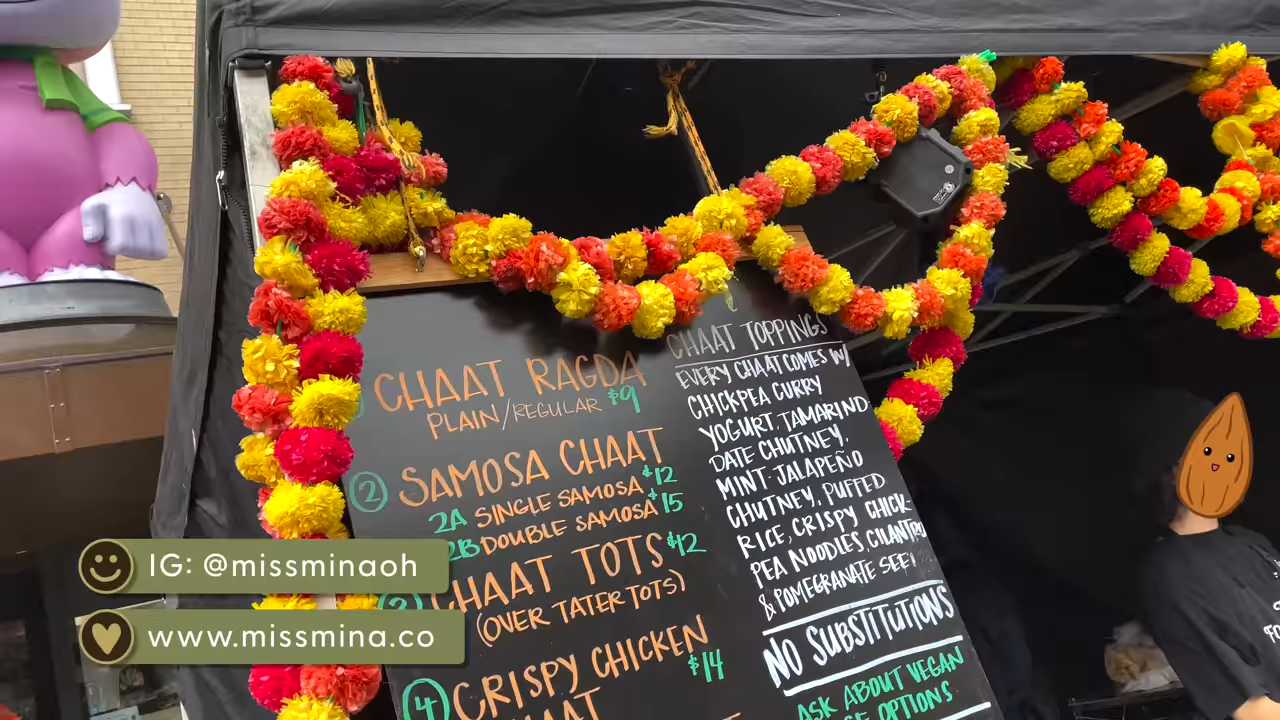 CHAAT RAGDA
PLAIN/REGULAR $9
2 SAMOSA CHAAT
2A SINGLE SAMOSA $12
2B DOUBLE SAMOSA $15
CHAAT TOTS $12
(OVER TATER TOTS)
4 CRISPY CHICKEN
$14
CHAAT TOPPINGS
EVERY CHAAT COMES W/
CHICKPEA CURRY
YOGURT, TAMARIND
DATE CHUTNEY,
MINT-JALAPEÑO
CHUTNEY, PUFFED
RICE, CRISPY CHICK-
PEA NOODLES, CILANTRO
& POMEGRANATE SEE
NO SUBSTITUTIONS
ASK ABOUT VEGAN
OPTIONS
IG: @missminaoh
www.missmina.co